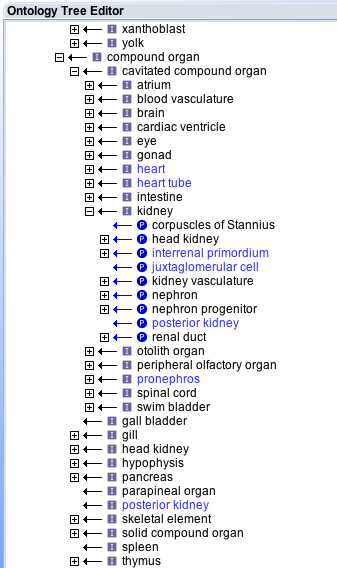 Ontology Tree Editor
xanthoblast
yolk
compound organ
cavitated compound organ
atrium
blood vasculature
brain
cardiac ventricle
eye
gonad
heart
heart tube
intestine
kidney
P corpuscles of Stannius
P head kidney
P interrenal primordium
P juxtaglomerular cell
P kidney vasculature
P nephron
P nephron progenitor
P posterior kidney
P renal duct
otolith organ
peripheral olfactory organ
pronephros
spinal cord
swim bladder
gall bladder
gill
head kidney
hypophysis
pancreas
parapineal organ
posterior kidney
skeletal element
solid compound organ
spleen
thymus